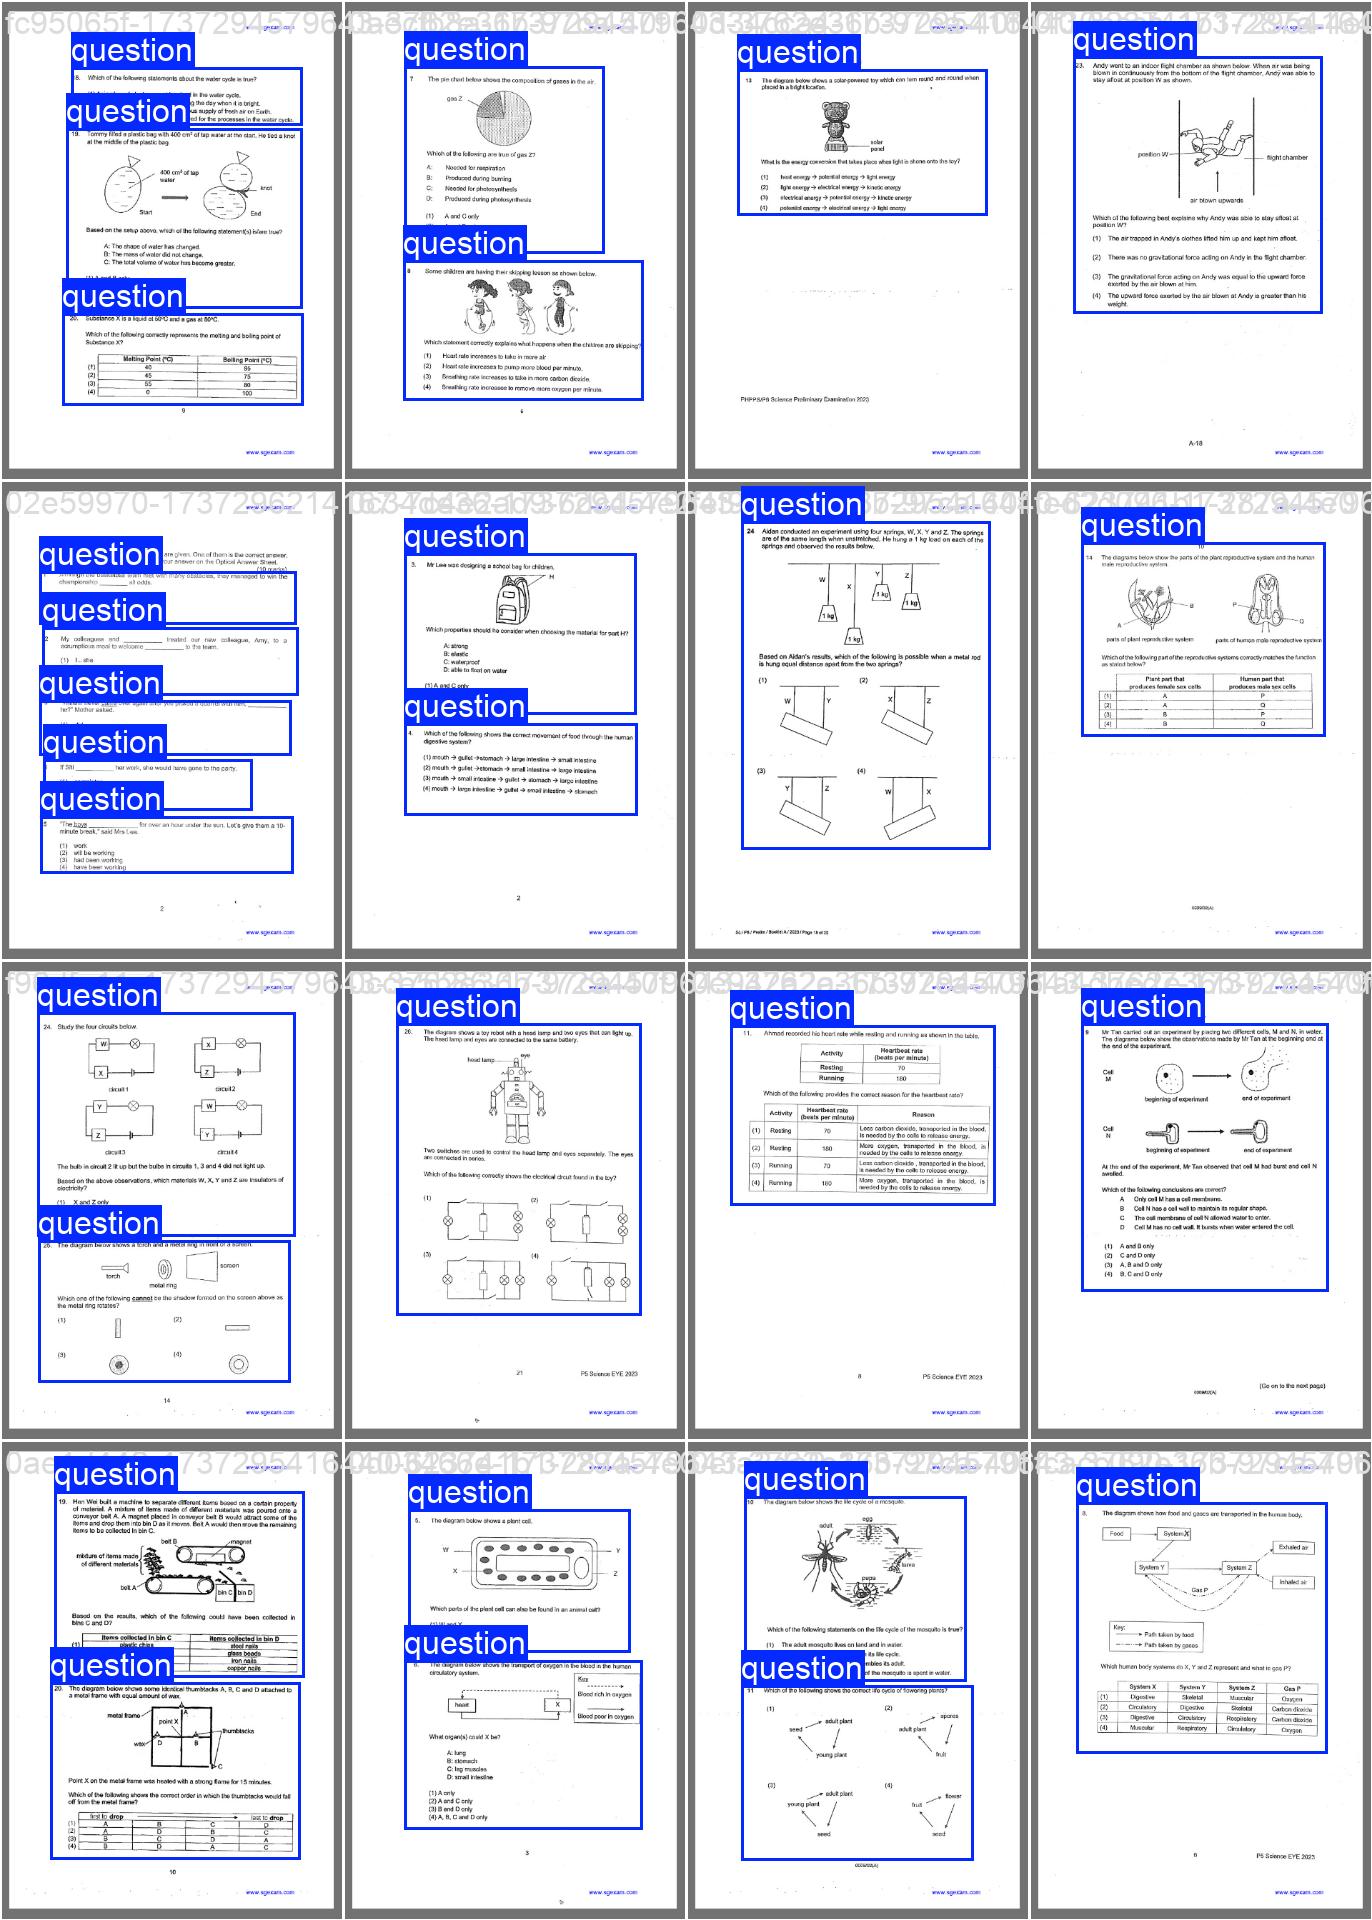 question
18. Which of the following statements about the water cycle is true?
question
19. Tommy filled a plastic bag with 400 cm³ of tap water at the start. He tied a knot
at the middle of the plastic bag.
400 cm³ of tap
water
knot
Start
End
Based on the setup above, which of the following statement(s) is/are true?
A: The shape of water has changed.
B: The mass of water did not change.
C: The total volume of water has become greater.
question
20. Substance X is a liquid at 50°C and a gas at 80°C.
Which of the following correctly represents the melting and boiling point of
Substance X?
Melting Point (°C) Boiling Point (°C)
(1) 40
(2) 45 75
(3) 55 80
(4) 0 100
9
www.sgexam.com
question
7 The pie chart below shows the composition of gases in the air.
gas Z
Which of the following are true of gas Z?
A: Needed for respiration
B: Produced during burning
C: Needed for photosynthesis
D: Produced during photosynthesis
(1) A and C only
question
8 Some children are having their skipping lesson as shown below.
Which statement correctly explains what happens when the children are skipping?
(1) Heart rate increases to take in more air.
(2) Heart rate increases to pump more blood per minute.
(3) Breathing rate increases to take in more carbon dioxide.
(4) Breathing rate increases to remove more oxygen per minute.
6
www.sgexam.com
question
13 The diagram below shows a solar-powered toy which can turn round and round when
placed in a bright location.
solar
panel
What is the energy conversion that takes place when light is shone onto the toy?
(1) heat energy → potential energy → light energy
(2) light energy → electrical energy → kinetic energy
(3) electrical energy → potential energy → kinetic energy
(4) potential energy → electrical energy → light energy
PHPPS/P6 Science Preliminary Examination 2023
www.sgexam.com
question
23. Andy went to an indoor flight chamber as shown below. When air was being
blown in continuously from the bottom of the flight chamber, Andy was able to
stay afloat at position W as shown.
position W
flight chamber
air blown upwards
Which of the following best explains why Andy was able to stay afloat at
position W?
(1) The air trapped in Andy's clothes lifted him up and kept him afloat.
(2) There was no gravitational force acting on Andy in the flight chamber.
(3) The gravitational force acting on Andy was equal to the upward force
exerted by the air blown at him.
(4) The upward force exerted by the air blown at Andy is greater than his
weight.
A-18
www.sgexam.com
question
are given. One of them is the correct answer.
our answer on the Optical Answer Sheet.
(10 marks)
championship ______ all odds.
question
2 My colleagues and ______ treated our new colleague, Amy, to a
scrumptious meal to welcome ______ to the team.
(1) I... she
question
he?" Mother asked.
question
If Siti ______ her work, she would have gone to the party.
question
5 "The boys ______ for over an hour under the sun. Let's give them a 10-
minute break," said Mrs Lee.
(1) work
(2) will be working
(3) had been working
(4) have been working
2
www.sgexam.com
question
3. Mr Lee was designing a school bag for children.
H
Which properties should he consider when choosing the material for part H?
A: strong
B: elastic
C: waterproof
D: able to float on water
(1) A and C only
question
4. Which of the following shows the correct movement of food through the human
digestive system?
(1) mouth → gullet → stomach → large intestine → small intestine
(2) mouth → gullet → stomach → small intestine → large intestine
(3) mouth → small intestine → gullet → stomach → large intestine
(4) mouth → large intestine → gullet → small intestine → stomach
2
www.sgexam.com
question
24 Aidan conducted an experiment using four springs, W, X, Y and Z. The springs
are of the same length when unstretched. He hung a 1 kg load on each of the
springs and observed the results below.
W X Y Z
1 kg 1 kg 1 kg 1 kg
Based on Aidan's results, which of the following is possible when a metal rod
is hung equal distance apart from the two springs?
(1) W Y
(2) X Z
(3) Y Z
(4) W X
www.sgexam.com
question
14 The diagrams below show the parts of the plant reproductive system and the human
male reproductive system.
A B P Q
parts of plant reproductive system parts of human male reproductive system
Which of the following part of the reproductive systems correctly matches the function
as stated below?
Plant part that produces female sex cells Human part that produces male sex cells
(1) A P
(2) A Q
(3) B P
(4) B Q
www.sgexam.com
question
24. Study the four circuits below.
W X circuit1
X Z circuit2
Y Z circuit3
W Y circuit4
The bulb in circuit 2 lit up but the bulbs in circuits 1, 3 and 4 did not light up.
Based on the above observations, which materials W, X, Y and Z are insulators of
electricity?
(1) X and Z only
question
25. The diagram below shows a torch and a metal ring in front of a screen.
torch
metal ring
screen
Which one of the following cannot be the shadow formed on the screen above as
the metal ring rotates?
(1)
(2)
(3)
(4)
14
www.sgexam.com
question
26. The diagram shows a toy robot with a head lamp and two eyes that can light up.
The head lamp and eyes are connected to the same battery.
head lamp
eye
Two switches are used to control the head lamp and eyes separately. The eyes
are connected in series.
Which of the following correctly shows the electrical circuit found in the toy?
(1)
(2)
(3)
(4)
21
P5 Science EYE 2023
www.sgexam.com
question
11. Ahmad recorded his heart rate while resting and running as shown in the table.
Activity Heartbeat rate (beats per minute)
Resting 70
Running 180
Which of the following provides the correct reason for the heartbeat rate?
Activity Heartbeat rate (beats per minute) Reason
(1) Resting 70 Less carbon dioxide, transported in the blood, is needed by the cells to release energy.
(2) Resting 180 More oxygen, transported in the blood, is needed by the cells to release energy.
(3) Running 70 Less carbon dioxide, transported in the blood, is needed by the cells to release energy.
(4) Running 180 More oxygen, transported in the blood, is needed by the cells to release energy.
8
P5 Science EYE 2023
www.sgexam.com
question
9 Mr Tan carried out an experiment by placing two different cells, M and N, in water.
The diagrams below show the observations made by Mr Tan at the beginning and at
the end of the experiment.
Cell M
beginning of experiment end of experiment
Cell N
beginning of experiment end of experiment
At the end of the experiment, Mr Tan observed that cell M had burst and cell N
swelled.
Which of the following conclusions are correct?
A Only cell M has a cell membrane.
B Cell N has a cell wall to maintain its regular shape.
C The cell membrane of cell N allowed water to enter.
D Cell M has no cell wall. It bursts when water entered the cell.
(1) A and B only
(2) C and D only
(3) A, B and D only
(4) B, C and D only
(Go on to the next page)
www.sgexam.com
question
19. Han Wei built a machine to separate different items based on a certain property
of material. A mixture of items made of different materials was poured onto a
conveyor belt A. A magnet placed in conveyor belt B would attract some of the
items and drop them into bin D as it moves. Belt A would then move the remaining
items to be collected in bin C.
belt B
magnet
mixture of items made
of different materials
belt A
bin C bin D
Based on the results, which of the following could have been collected in
bins C and D?
Items collected in bin C Items collected in bin D
(1) plastic chips steel nails
glass beads
iron nails
copper nails
question
20. The diagram below shows some identical thumbtacks A, B, C and D attached to
a metal frame with equal amount of wax.
metal frame
A
point X
thumbtacks
wax
D B
C
Point X on the metal frame was heated with a strong flame for 15 minutes.
Which of the following shows the correct order in which the thumbtacks would fall
off from the metal frame?
first to drop → last to drop
(1) A B C D
(2) A D B C
(3) B C D A
(4) B D A C
10
www.sgexam.com
question
5. The diagram below shows a plant cell.
W Y
X Z
Which parts of the plant cell can also be found in an animal cell?
question
6. The diagram below shows the transport of oxygen in the blood in the human
circulatory system.
heart
X
Key
Blood rich in oxygen
Blood poor in oxygen
What organ(s) could X be?
A: lung
B: stomach
C: leg muscles
D: small intestine
(1) A only
(2) A and C only
(3) B and D only
(4) A, B, C and D only
3
www.sgexam.com
question
10 The diagram below shows the life cycle of a mosquito.
egg
adult
larva
pupa
Which of the following statements on the life cycle of the mosquito is true?
(1) The adult mosquito lives on land and in water.
its life cycle.
mbles its adult.
of the mosquito is spent in water.
question
11 Which of the following shows the correct life cycle of flowering plants?
(1) seed adult plant young plant
(2) adult plant spores fruit
(3) young plant adult plant seed
(4) fruit flower seed
www.sgexam.com
question
8. The diagram shows how food and gases are transported in the human body.
Food
System X
System Y
System Z
Exhaled air
Inhaled air
Gas P
Key:
Path taken by food
Path taken by gases
Which human body systems do X, Y and Z represent and what is gas P?
System X System Y System Z Gas P
(1) Digestive Skeletal Muscular Oxygen
(2) Circulatory Digestive Skeletal Carbon dioxide
(3) Digestive Circulatory Respiratory Carbon dioxide
(4) Muscular Respiratory Circulatory Oxygen
6
P5 Science EYE 2023
www.sgexam.com